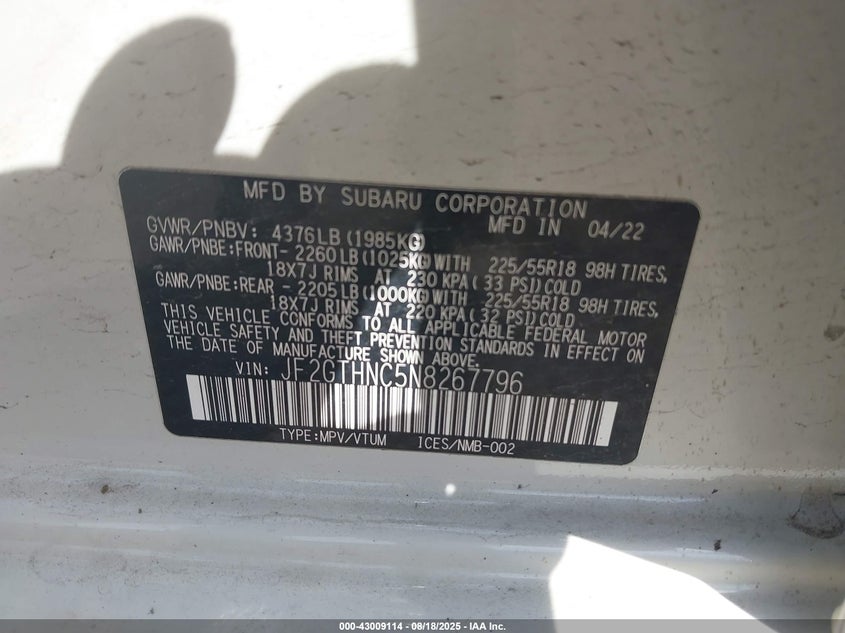 MFD BY SUBARU CORPORATION
MFD IN 04/22
GVWR/PNBV: 4376LB(1985KG)
GAWR/PNBE:FRONT- 2260LB(1025KG)WITH 225/55R18 98H TIRES,
18X7J RIMS AT 230 KPA(33 PSI)COLD
GAWR/PNBE:REAR - 2205LB(1000KG)WITH 225/55R18 98H TIRES,
18X7J RIMS AT 220 KPA(32 PSI)COLD
THIS VEHICLE CONFORMS TO ALL APPLICABLE FEDERAL MOTOR
VEHICLE SAFETY AND THEFT PREVENTION STANDARDS IN EFFECT ON
THE DATE OF MANUFACTURE SHOWN ABOVE.
VIN: JF2GTHNC5N8267796
TYPE:MPV/VTUM ICES/NMB-002
000-43009114 - 08/18/2025 - IAA Inc.